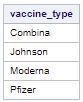 vaccine_type
Combina
Johnson
Moderna
Pfizer